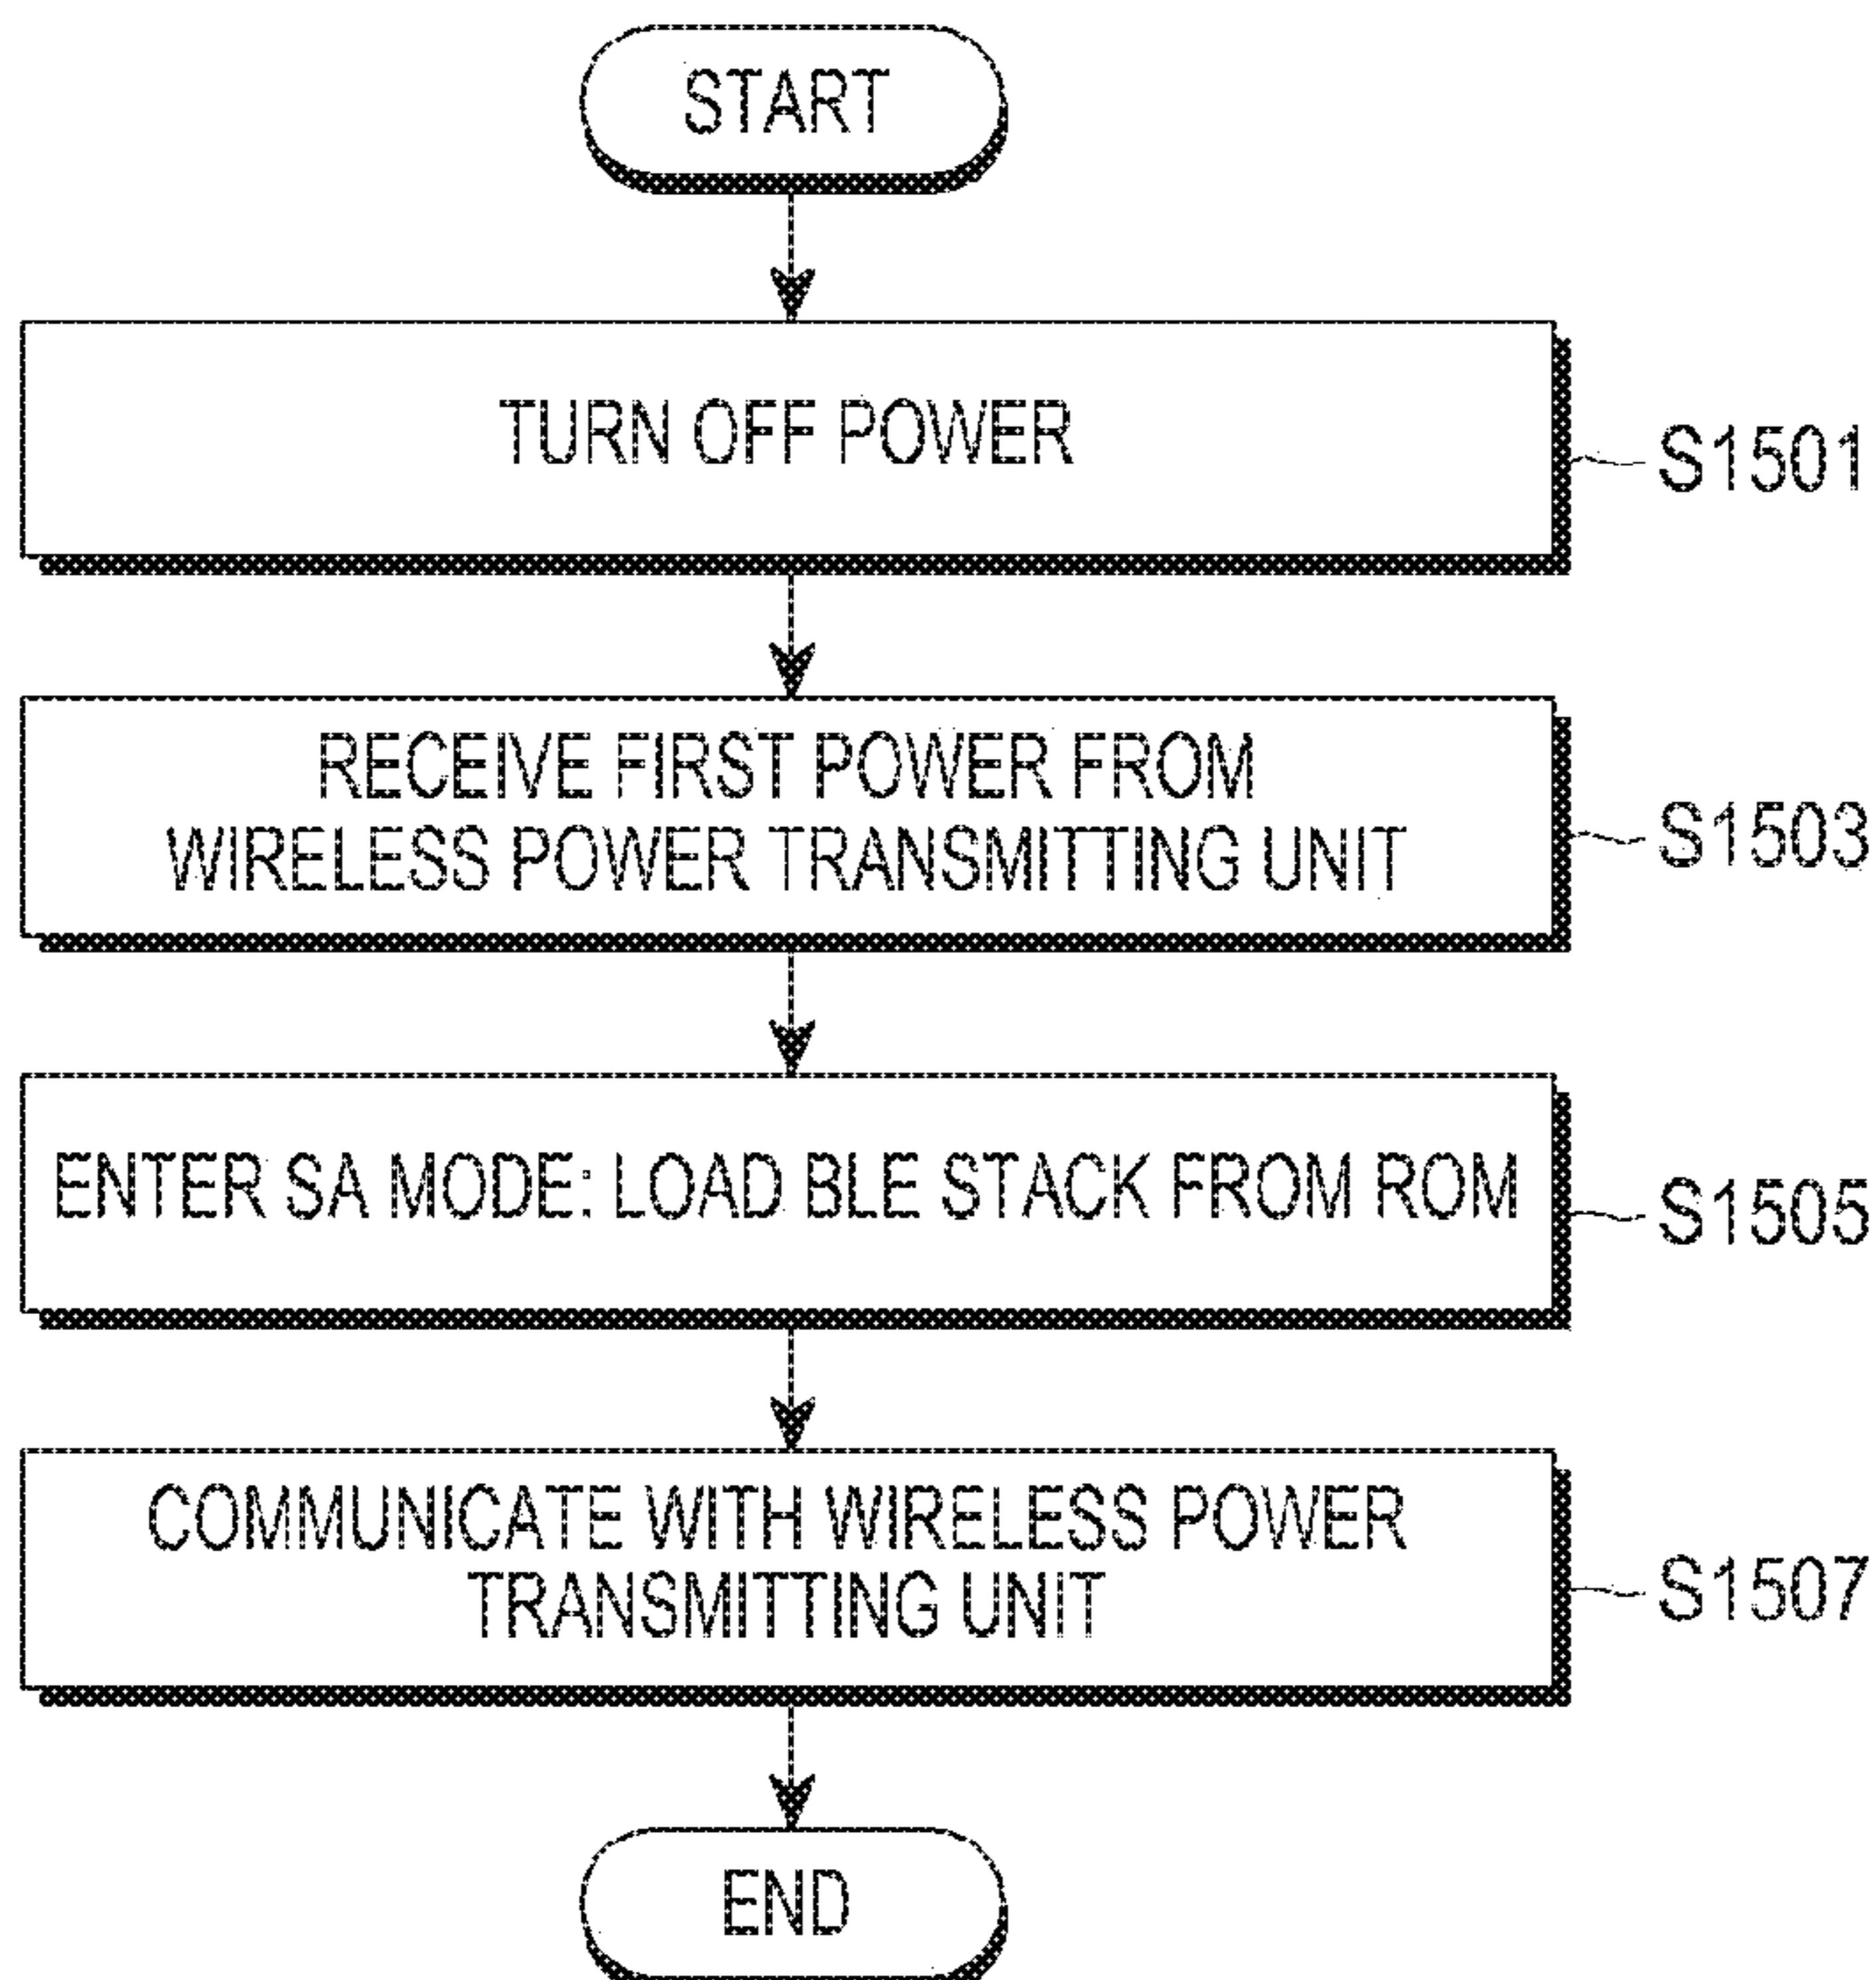 START
TURN OFF POWER
S1501
RECEIVE FIRST POWER FROM
WIRELESS POWER TRANSMITTING UNIT
S1503
ENTER SA MODE: LOAD BLE STACK FROM ROM
S1505
COMMUNICATE WITH WIRELESS POWER
TRANSMITTING UNIT
S1507
END